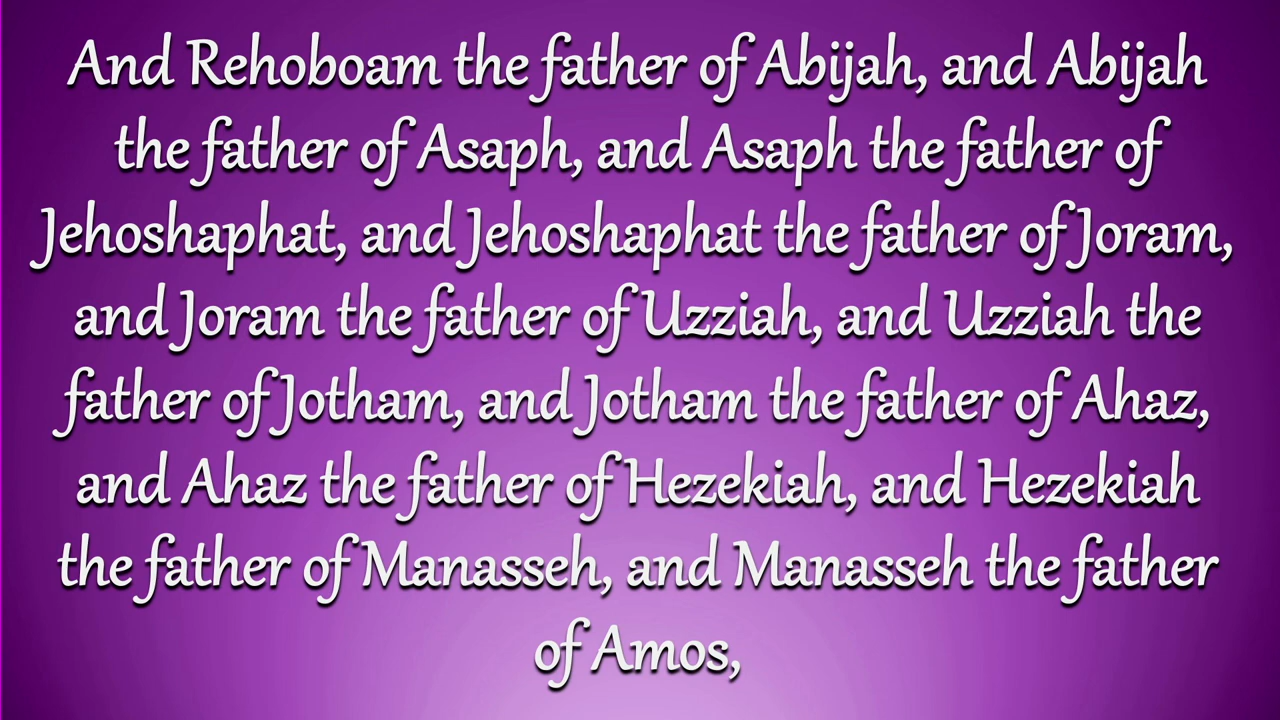 And Rehoboam the father of Abijah, and Abijah
the father of Asaph, and Asaph the father of
Jehoshaphat, and Jehoshaphat the father of Joram,
and Joram the father of Uzziah, and Uzziah the
father of Jotham, and Jotham the father of Ahaz,
and Ahaz the father of Hezekiah, and Hezekiah
the father of Manasseh, and Manasseh the father
of Amos,